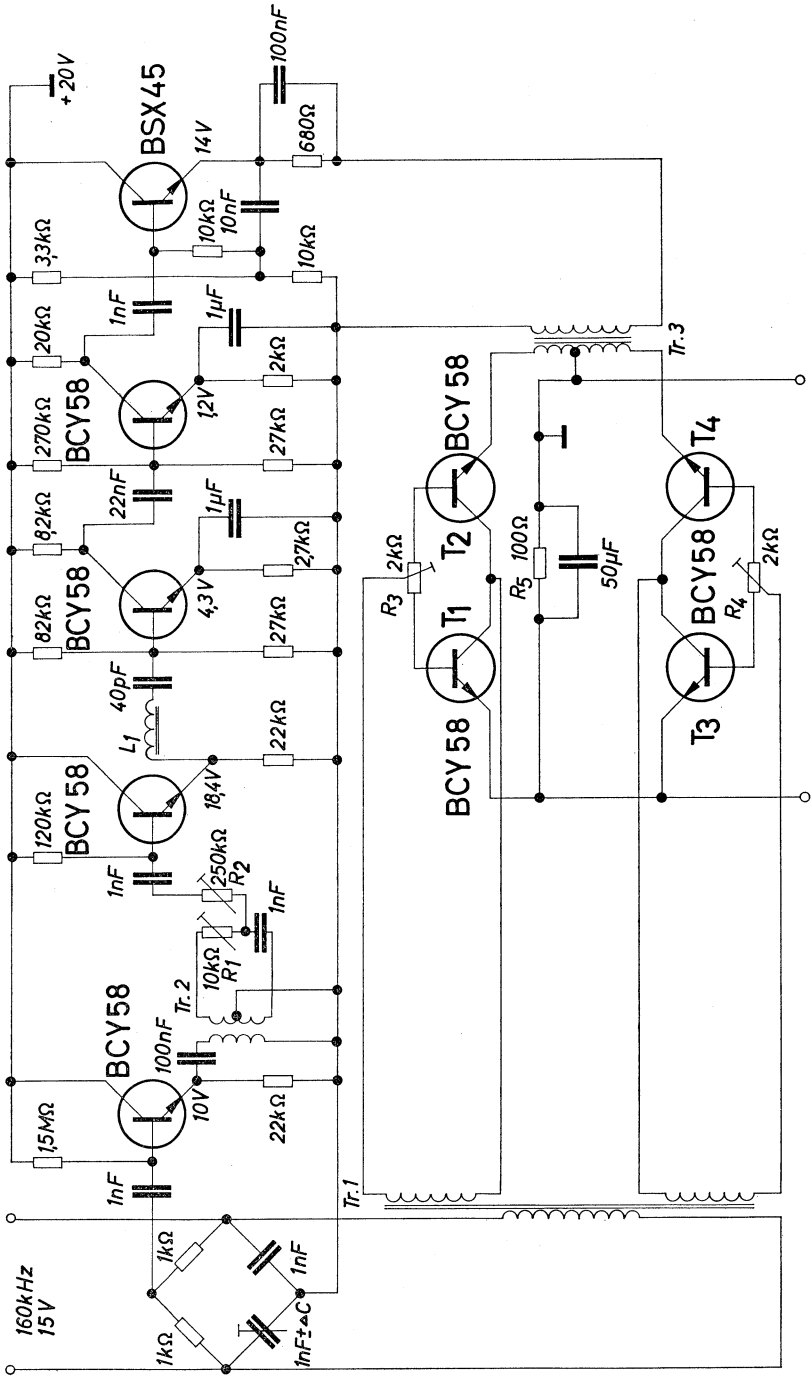 160kHz
15V
1kΩ
1kΩ
1nF±ΔC
1nF
1nF
1,5MΩ
BCY58
10V
22kΩ
100nF
Tr.2
10kΩ
R1
250kΩ
R2
1nF
1nF
120kΩ
BCY58
18,4V
22kΩ
L1
40pF
82kΩ
27kΩ
BCY58
8,2kΩ
4,3V
2,7kΩ
1µF
22nF
270kΩ
27kΩ
BCY58
20kΩ
1,2V
2kΩ
1µF
1nF
3,3kΩ
10kΩ
10kΩ
10nF
BSX45
14V
680Ω
100nF
+20V
Tr.1
R3
2kΩ
BCY58
T1
T2
BCY58
R5
100Ω
50µF
T3
BCY58
T4
R4
2kΩ
Tr.3